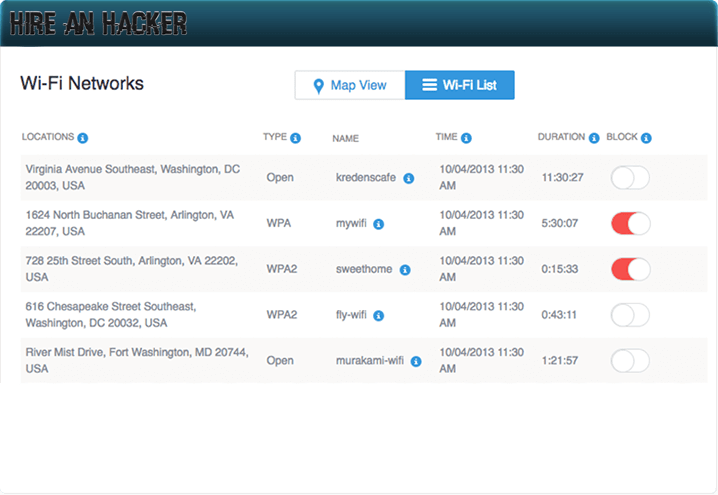 HIRE AN HACKER
Wi-Fi Networks
Map View
Wi-Fi List
LOCATIONS TYPE NAME TIME DURATION BLOCK
Virginia Avenue Southeast, Washington, DC
20003, USA
Open
kredenscafe
10/04/2013 11:30
AM
11:30:27
1624 North Buchanan Street, Arlington, VA
22207, USA
WPA
mywifi
10/04/2013 11:30
AM
5:30:07
728 25th Street South, Arlington, VA 22202,
USA
WPA2
sweethome
10/04/2013 11:30
AM
0:15:33
616 Chesapeake Street Southeast,
Washington, DC 20032, USA
WPA2
fly-wifi
10/04/2013 11:30
AM
0:43:11
River Mist Drive, Fort Washington, MD 20744,
USA
Open
murakami-wifi
10/04/2013 11:30
AM
1:21:57